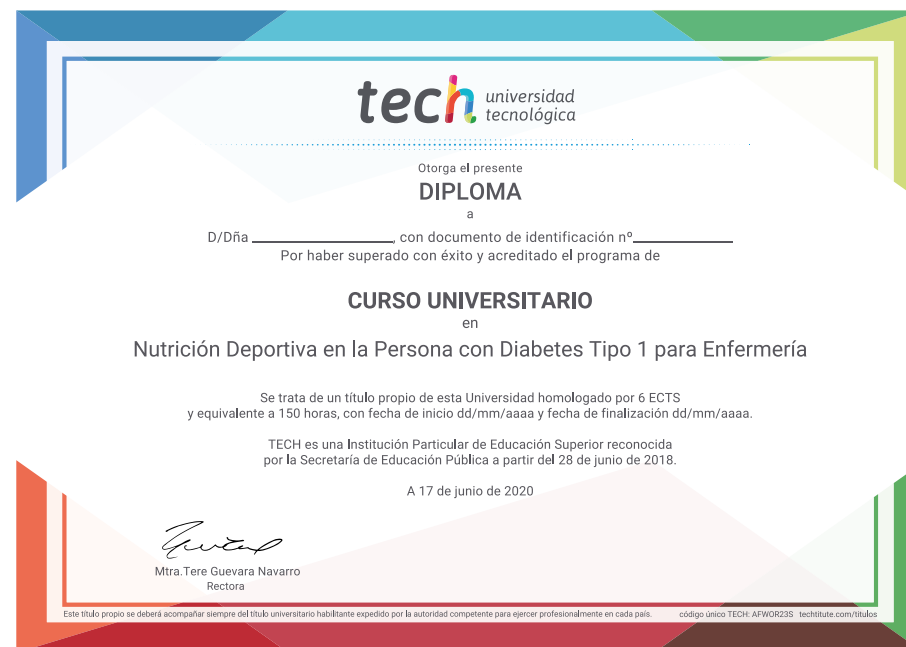 tech universidad
tecnológica
Otorga el presente
DIPLOMA
a
D/Dña ____________________, con documento de identificación nº______________
Por haber superado con éxito y acreditado el programa de
CURSO UNIVERSITARIO
en
Nutrición Deportiva en la Persona con Diabetes Tipo 1 para Enfermería
Se trata de un título propio de esta Universidad homologado por 6 ECTS
y equivalente a 150 horas, con fecha de inicio dd/mm/aaaa y fecha de finalización dd/mm/aaaa.
TECH es una Institución Particular de Educación Superior reconocida
por la Secretaría de Educación Pública a partir del 28 de junio de 2018.
A 17 de junio de 2020
Mtra.Tere Guevara Navarro
Rectora
Este título propio se deberá acompañar siempre del título universitario habilitante expedido por la autoridad competente para ejercer profesionalmente en cada país. código único TECH: AFWOR23S techtitute.com/títulos